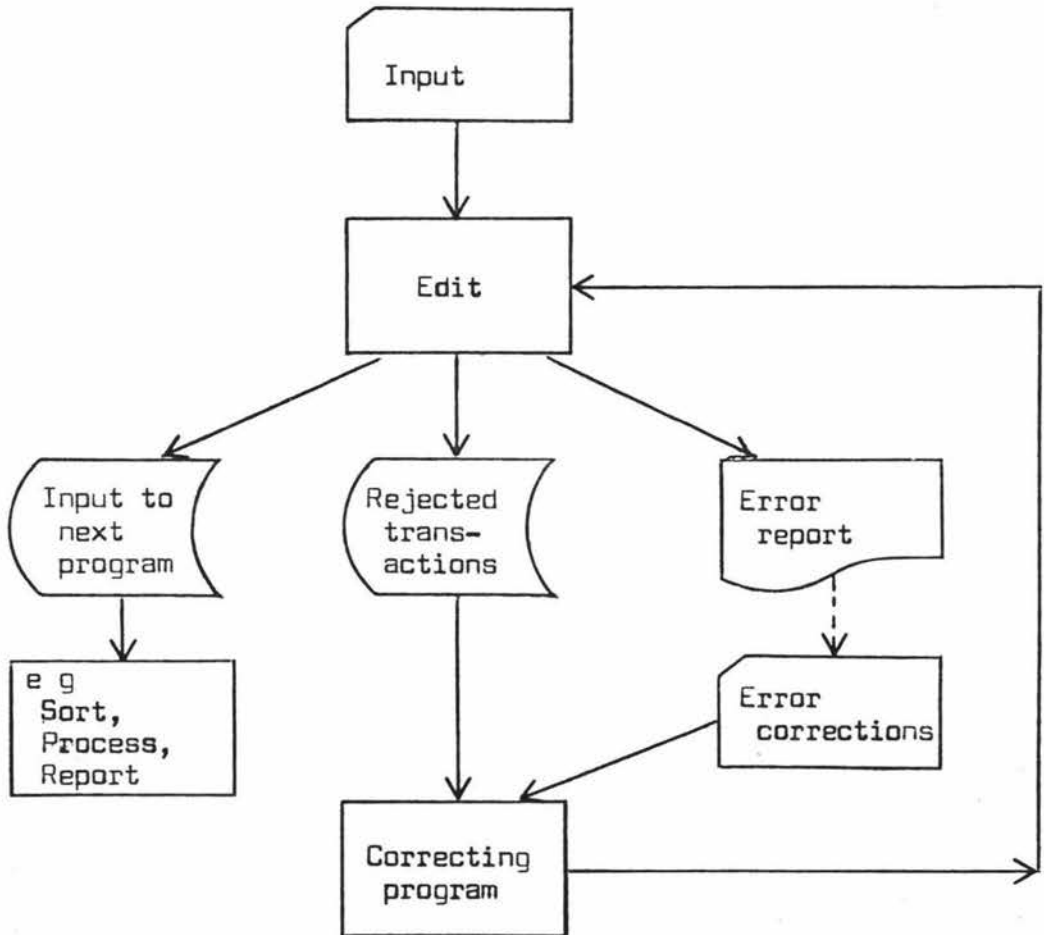 Input
Edit
Input to
next
program
Rejected
trans-
actions
Error
report
e g
Sort,
Process,
Report
Error
corrections
Correcting
program